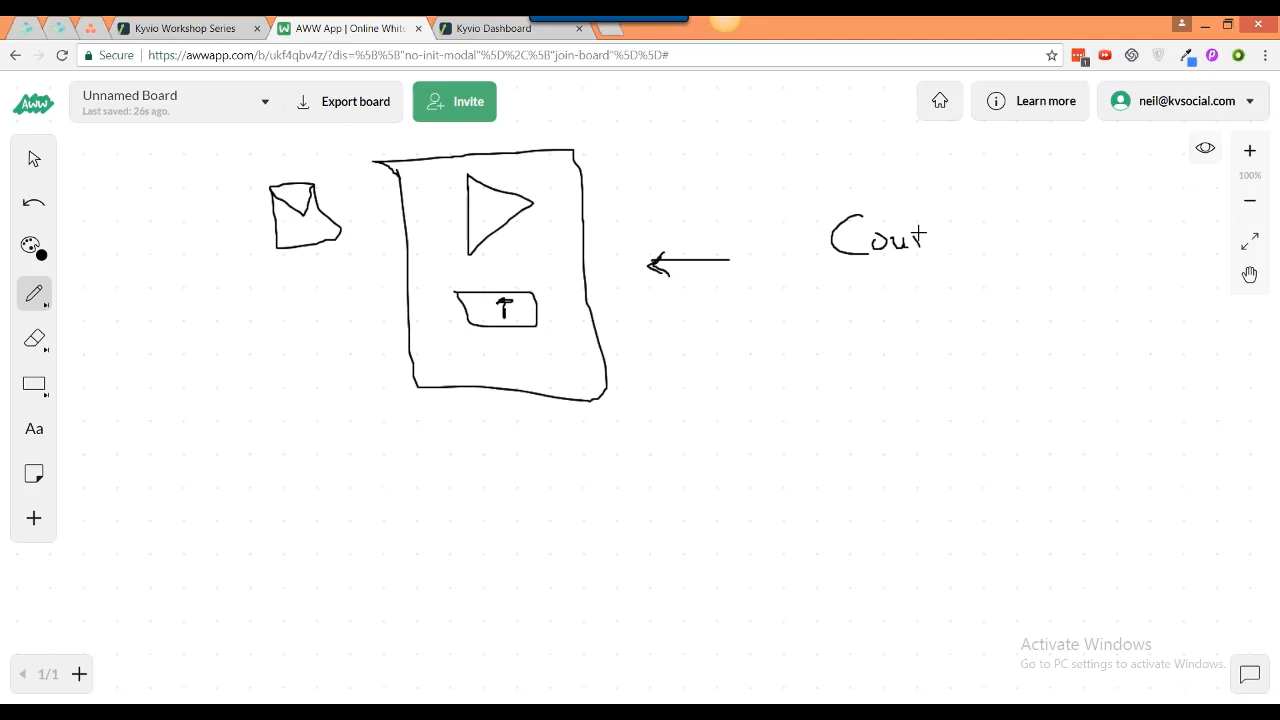 Kyvio Workshop Series
AWW App | Online White
Kyvio Dashboard
Secure
https://awwapp.com/b/ukf4qbv4z/?dis=%5B%5B"no-init-modal"%5D%2C%5B"join-board"%5D%5D#
AWW
Unnamed Board
Last saved: 26s ago.
Export board
Invite
Learn more
neil@kvsocial.com
100%
Cout
T
Aa
1/1
Activate Windows
Go to PC settings to activate Windows.